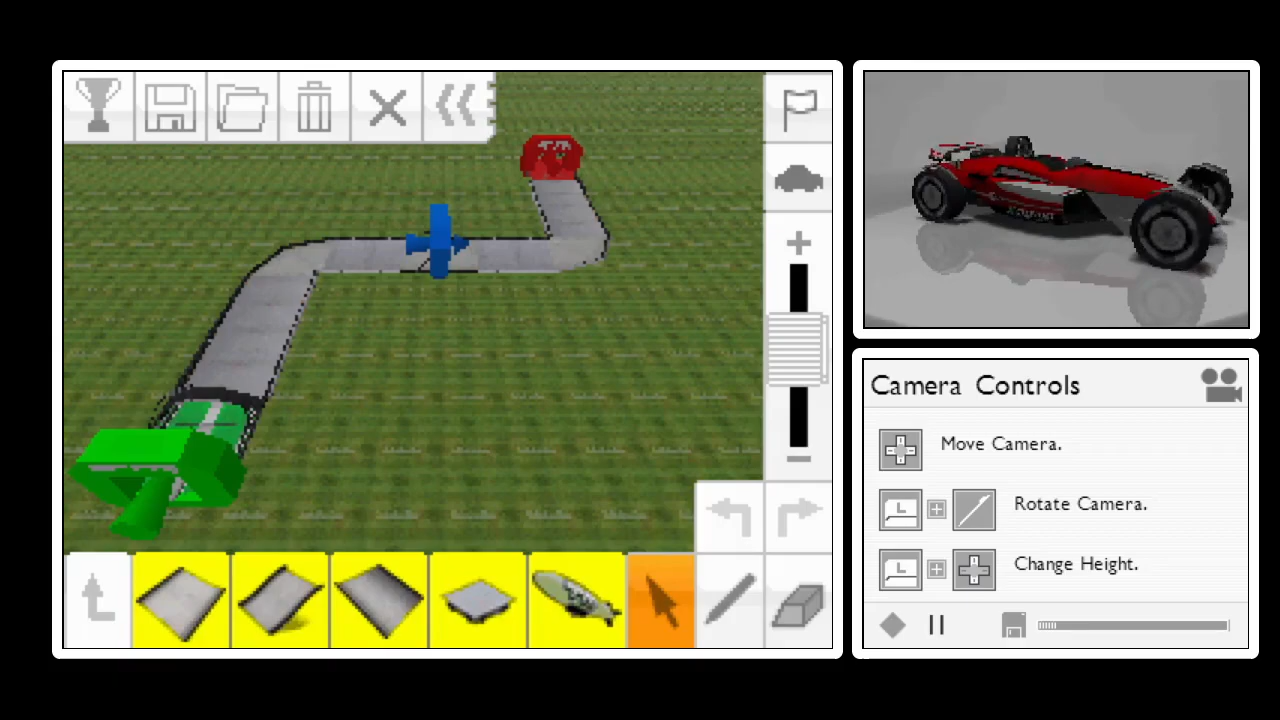 Camera Controls
Move Camera.
L
Rotate Camera.
L
Change Height.